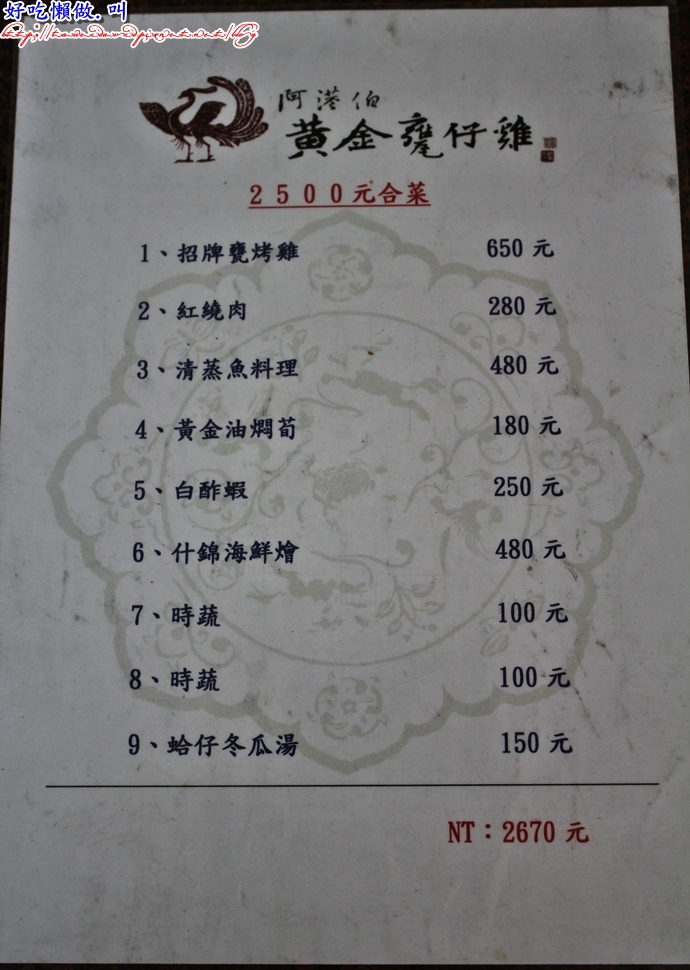 好吃懶做.叫
阿港伯
黃金甕仔雞
2500元合菜
1、招牌甕烤雞 650 元
2、紅繞肉 280 元
3、清蒸魚料理 480 元
4、黃金油燜荀 180 元
5、白酢蝦 250 元
6、什錦海鮮燴 480 元
7、時蔬 100 元
8、時蔬 100 元
9、蛤仔冬瓜湯 150 元
NT：2670 元